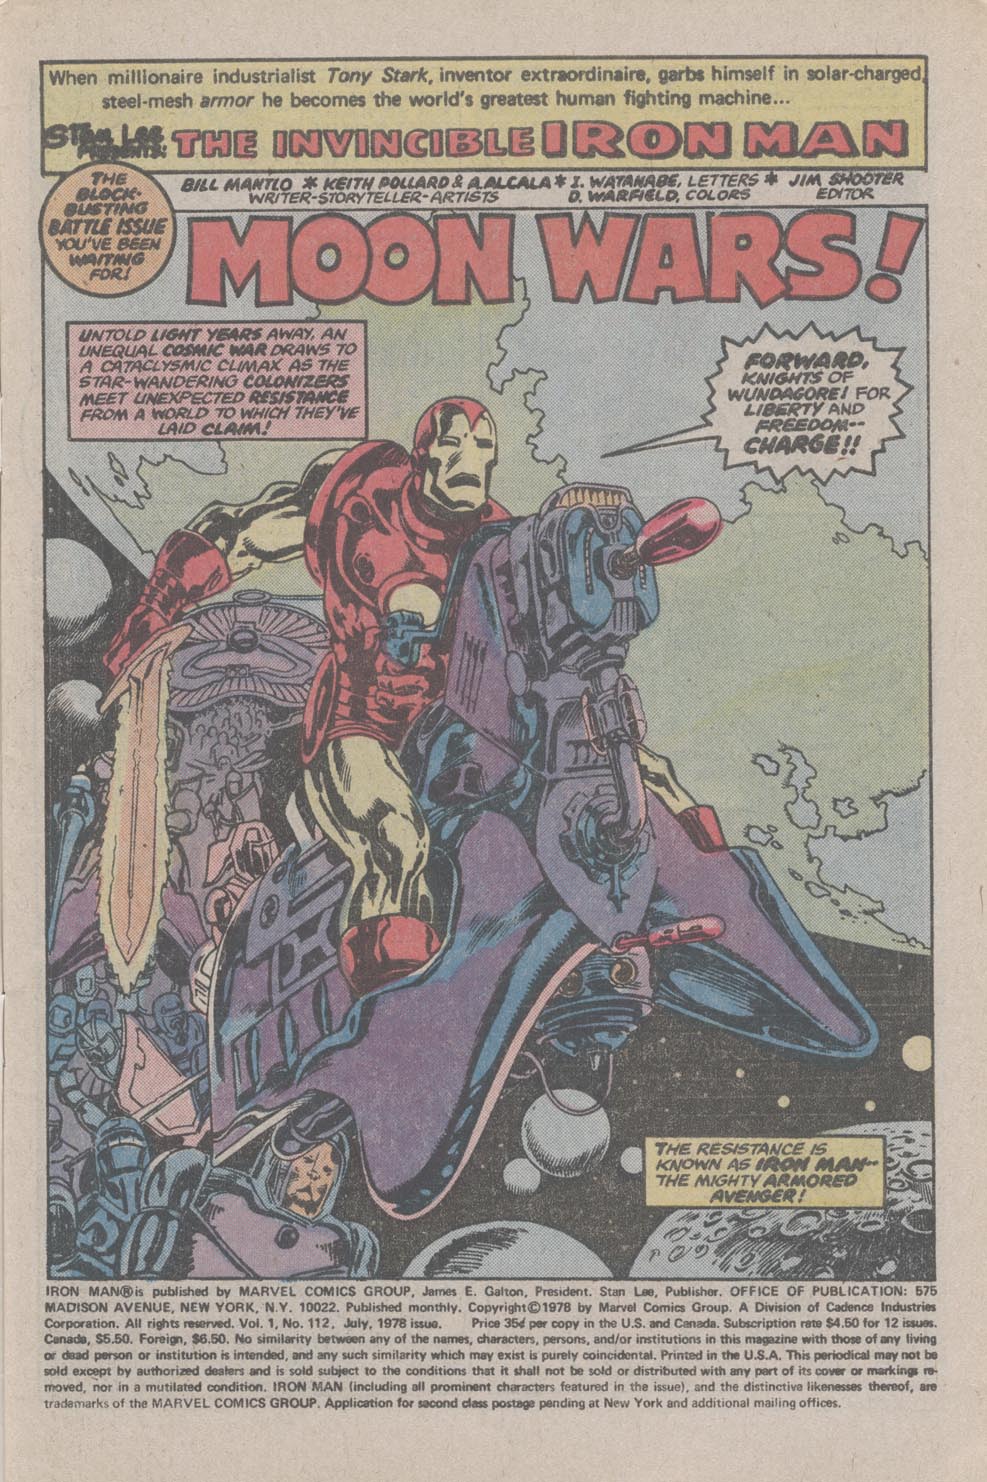 When millionaire industrialist Tony Stark, inventor extraordinaire, garbs himself in solar-charged,
steel-mesh armor he becomes the world's greatest human fighting machine...
STAN LEE
PRESENTS:
THE INVINCIBLE IRON MAN
THE
BLOCK-
BUSTING
BATTLE ISSUE
YOU'VE BEEN
WAITING
FOR!
BILL MANTLO * KEITH POLLARD & A. ALCALA * I. WATANABE, LETTERS * JIM SHOOTER
WRITER-STORYTELLER-ARTISTS D. WARFIELD, COLORS EDITOR
MOON WARS!
UNTOLD LIGHT YEARS AWAY, AN
UNEQUAL COSMIC WAR DRAWS TO
A CATACLYSMIC CLIMAX AS THE
STAR-WANDERING COLONIZERS
MEET UNEXPECTED RESISTANCE
FROM A WORLD TO WHICH THEY'VE
LAID CLAIM!
FORWARD,
KNIGHTS OF
WUNDAGORE! FOR
LIBERTY AND
FREEDOM--
CHARGE!!
THE RESISTANCE IS
KNOWN AS IRON MAN--
THE MIGHTY ARMORED
AVENGER!
IRON MAN® is published by MARVEL COMICS GROUP, James E. Galton, President. Stan Lee, Publisher. OFFICE OF PUBLICATION: 575
MADISON AVENUE, NEW YORK, N.Y. 10022. Published monthly. Copyright © 1978 by Marvel Comics Group. A Division of Cadence Industries
Corporation. All rights reserved. Vol. 1, No. 112, July, 1978 issue. Price 35¢ per copy in the U.S. and Canada. Subscription rate $4.50 for 12 issues.
Canada, $5.50. Foreign, $6.50. No similarity between any of the names, characters, persons, and/or institutions in this magazine with those of any living
or dead person or institution is intended, and any such similarity which may exist is purely coincidental. Printed in the U.S.A. This periodical may not be
sold except by authorized dealers and is sold subject to the conditions that it shall not be sold or distributed with any part of its cover or markings re-
moved, nor in a mutilated condition. IRON MAN (including all prominent characters featured in the issue), and the distinctive likenesses thereof, are
trademarks of the MARVEL COMICS GROUP. Application for second class postage pending at New York and additional mailing offices.